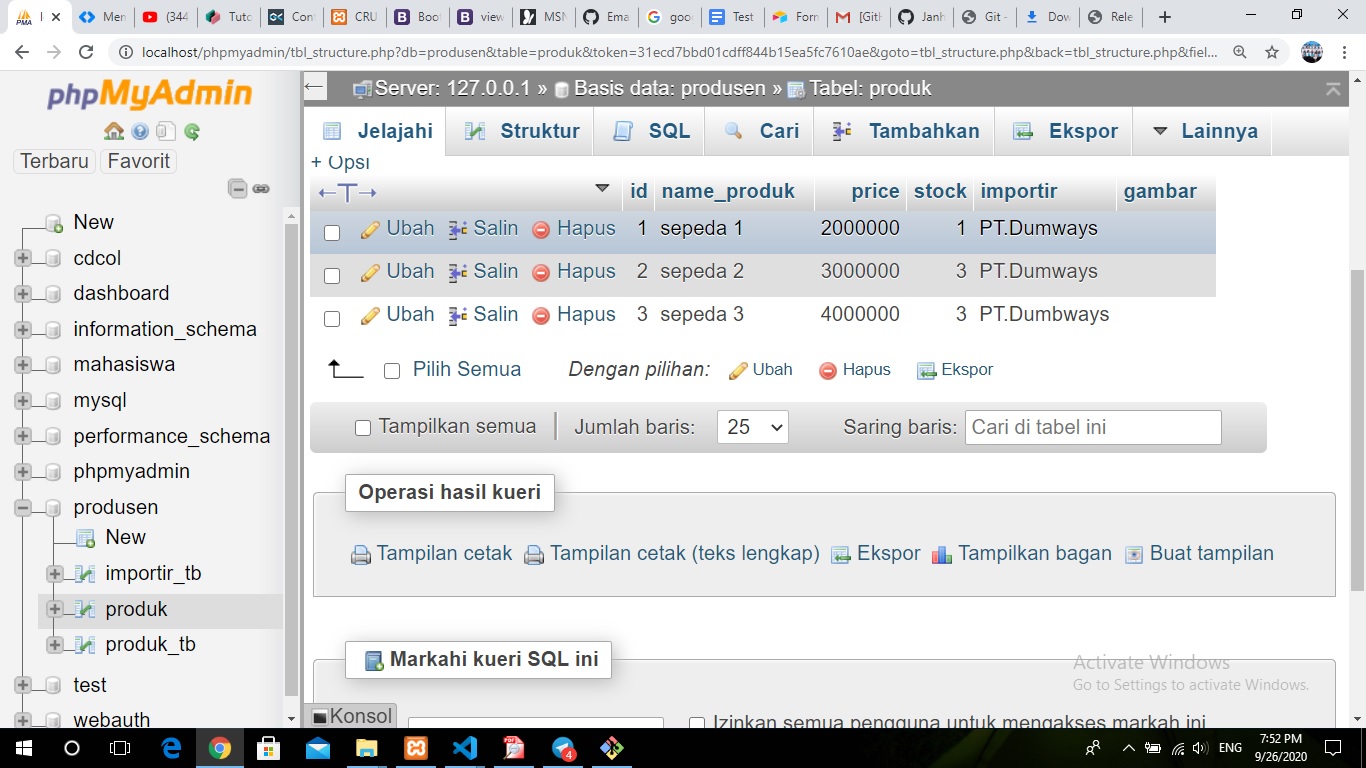 Men
(344
Tuto
Con
CRU
Boot
view
MSN
Ema
goo
Test
Form
[Gith
Janh
Git -
Dow
Rele
localhost/phpmyadmin/tbl_structure.php?db=produsen&table=produk&token=31ecd7bbd01cdff844b15ea5fc7610ae&goto=tbl_structure.php&back=tbl_structure.php&fiel...
phpMyAdmin
Terbaru Favorit
New
cdcol
dashboard
information_schema
mahasiswa
mysql
performance_schema
phpmyadmin
produsen
New
importir_tb
produk
produk_tb
test
webauth
Server: 127.0.0.1 » Basis data: produsen » Tabel: produk
Jelajahi Struktur SQL Cari Tambahkan Ekspor Lainnya
+ Opsi
←T→ id name_produk price stock importir gambar
Ubah Salin Hapus 1 sepeda 1 2000000 1 PT.Dumways
Ubah Salin Hapus 2 sepeda 2 3000000 3 PT.Dumways
Ubah Salin Hapus 3 sepeda 3 4000000 3 PT.Dumbways
Pilih Semua Dengan pilihan: Ubah Hapus Ekspor
Tampilkan semua Jumlah baris: 25 Saring baris: Cari di tabel ini
Operasi hasil kueri
Tampilan cetak Tampilan cetak (teks lengkap) Ekspor Tampilkan bagan Buat tampilan
Markahi kueri SQL ini
Activate Windows
Go to Settings to activate Windows.
Konsol
Izinkan semua pengguna untuk mengakses markah ini
4
ENG
7:52 PM
9/26/2020